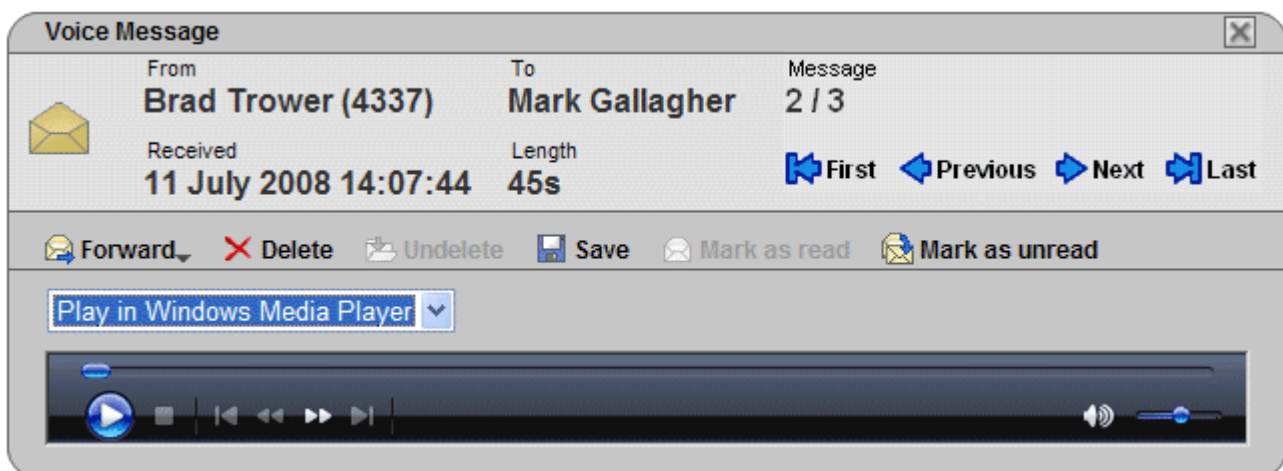 Voice Message
From To Message
Brad Trower (4337) Mark Gallagher 2 / 3
Received Length
11 July 2008 14:07:44 45s First Previous Next Last
Forward Delete Undelete Save Mark as read Mark as unread
Play in Windows Media Player